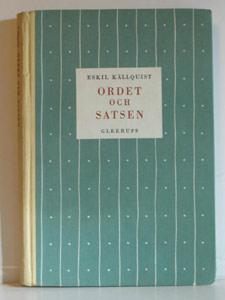 ESKIL KÄLLQUIST
ORDET
OCH
SATSEN
GLEERUPS